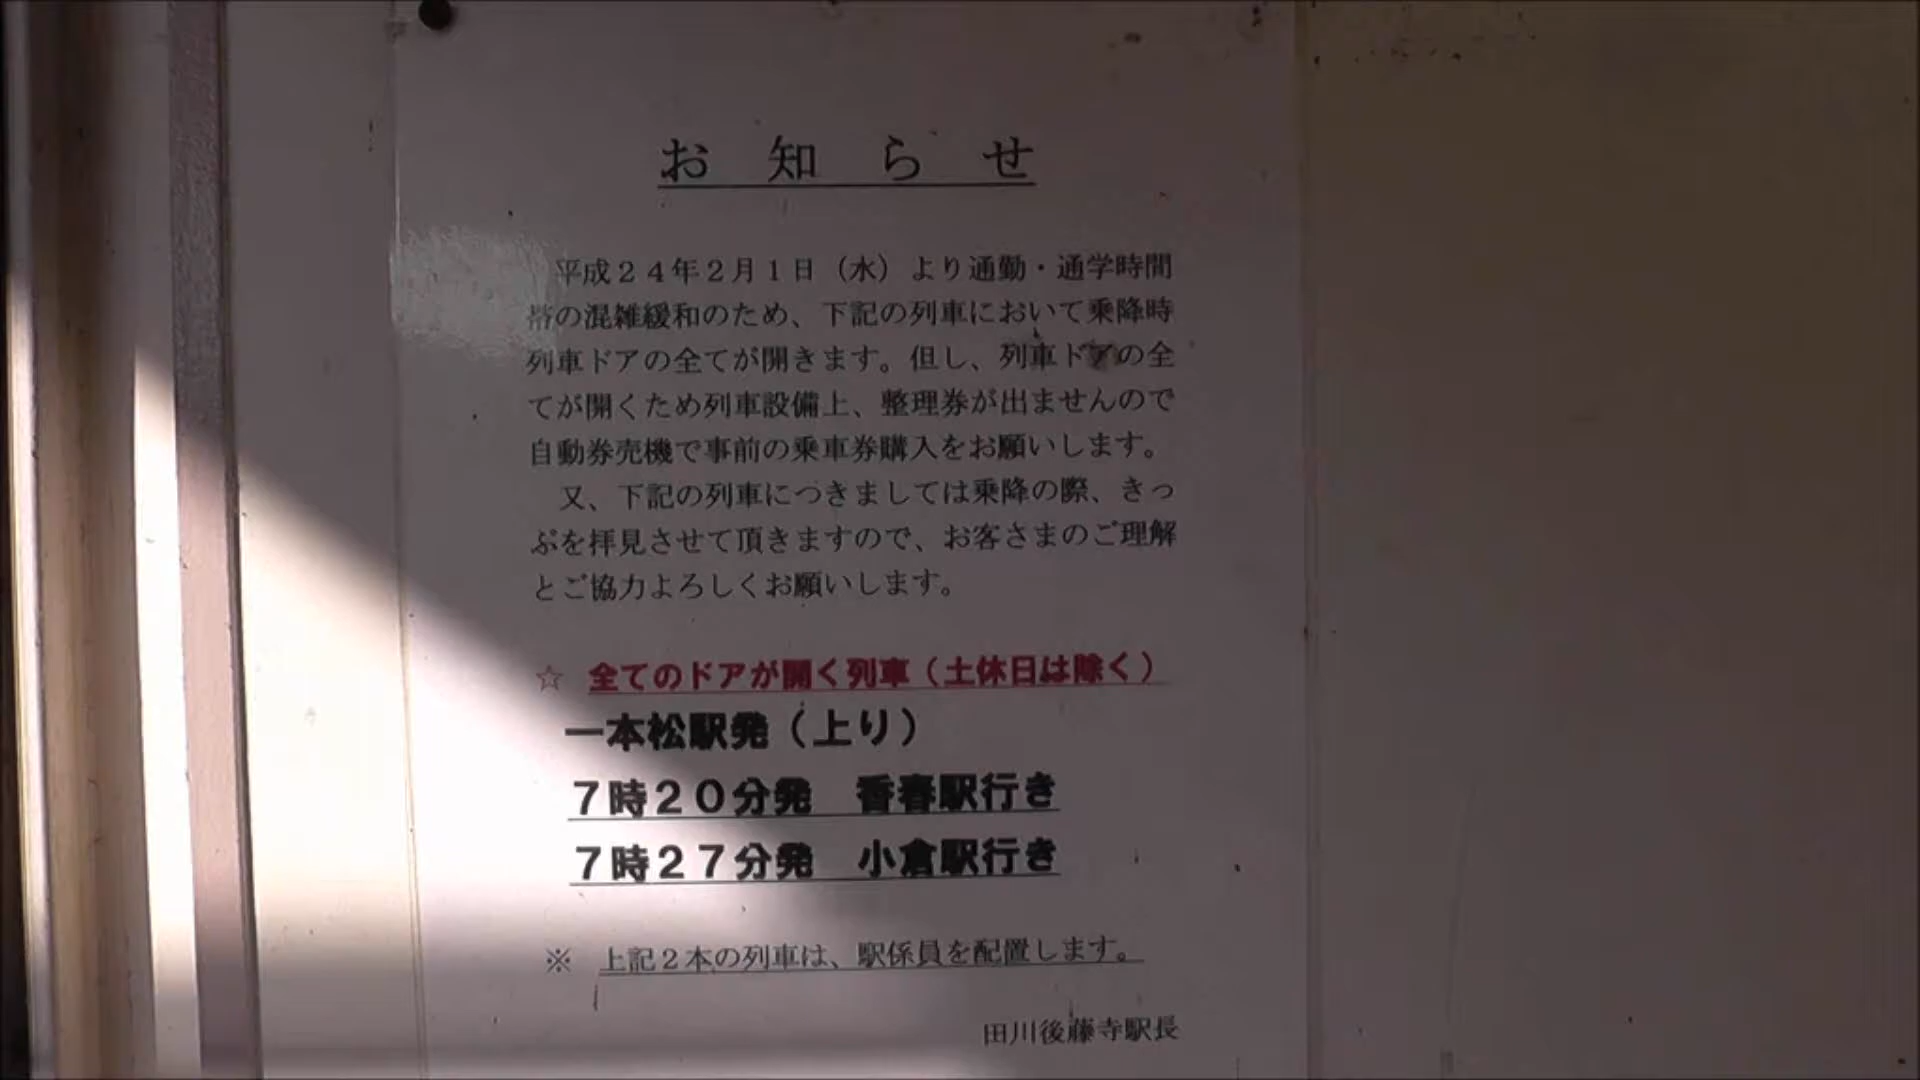 お知らせ
平成２４年２月１日（水）より通勤・通学時間
帯の混雑緩和のため、下記の列車において乗降時
列車ドアの全てが開きます。但し、列車ドアの全
てが開くため列車設備上、整理券が出ませんので
自動券売機で事前の乗車券購入をお願いします。
又、下記の列車につきましては乗降の際、きっ
ぷを拝見させて頂きますので、お客さまのご理解
とご協力よろしくお願いします。
☆ 全てのドアが開く列車（土休日は除く）
一本松駅発（上り）
７時２０分発 香春駅行き
７時２７分発 小倉駅行き
※ 上記２本の列車は、駅係員を配置します。
田川後藤寺駅長